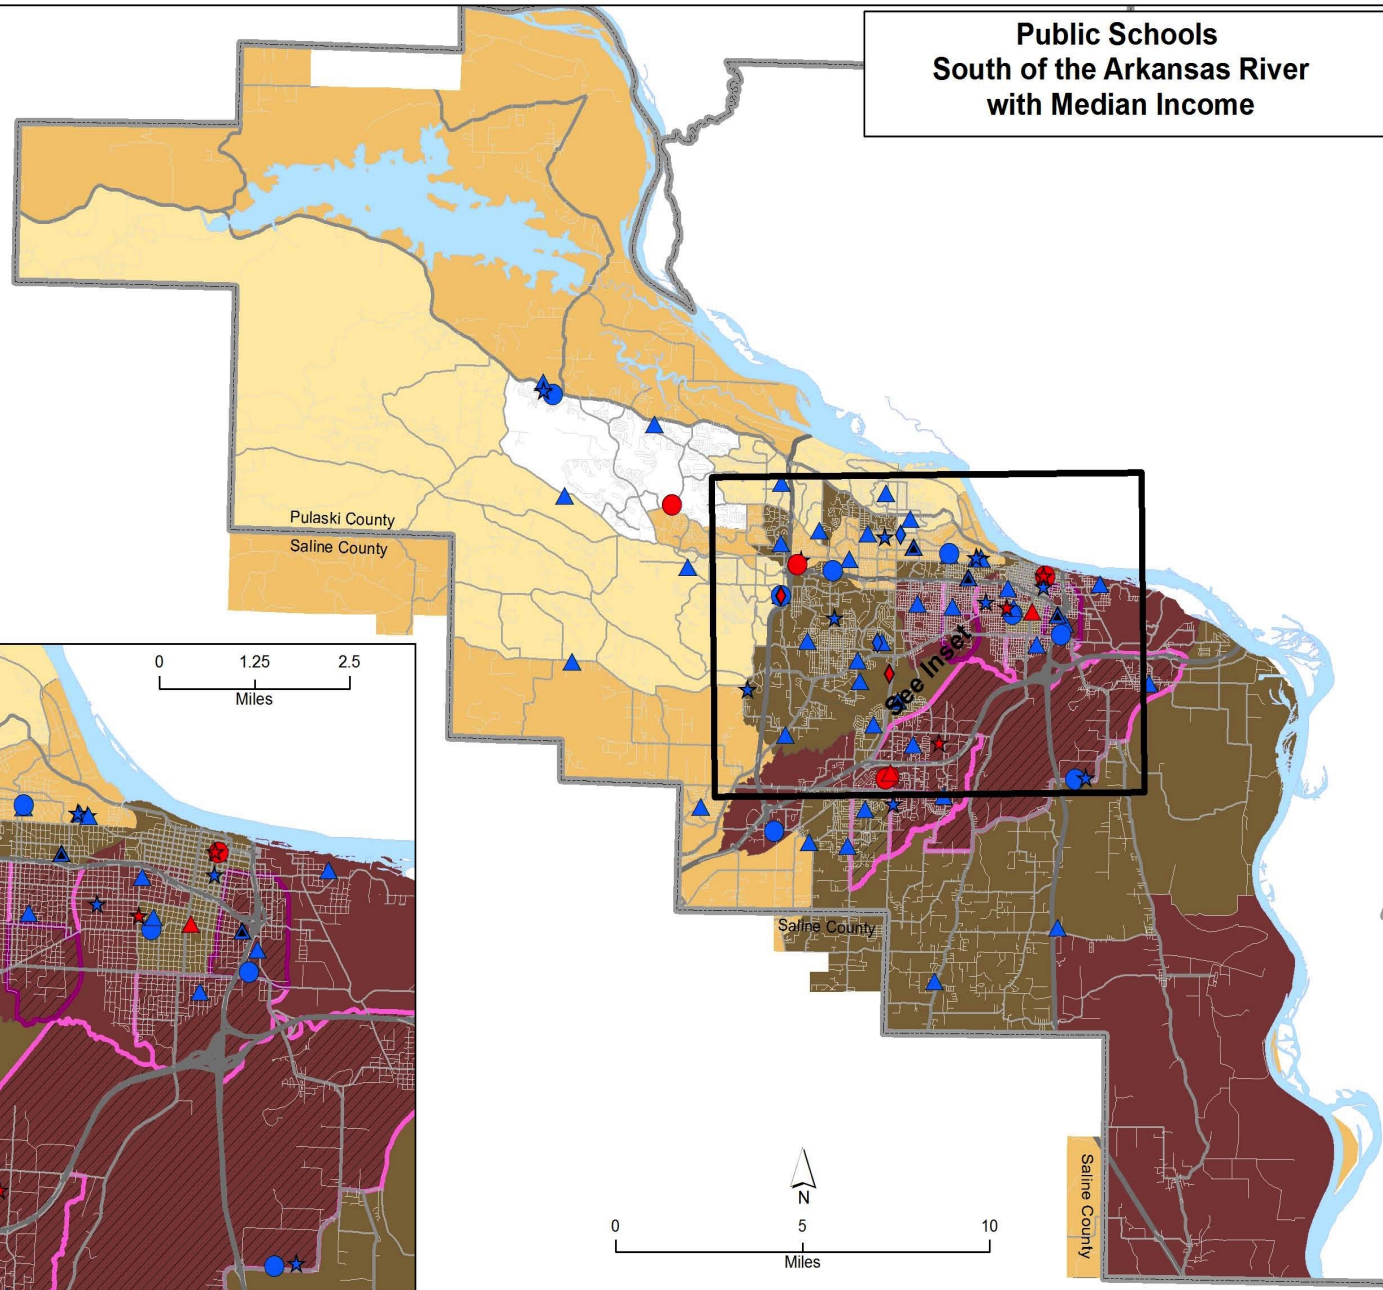 Public Schools
South of the Arkansas River
with Median Income
Pulaski County
Saline County
See Inset
0 1.25 2.5
Miles
Saline County
Saline County
N
0 5 10
Miles